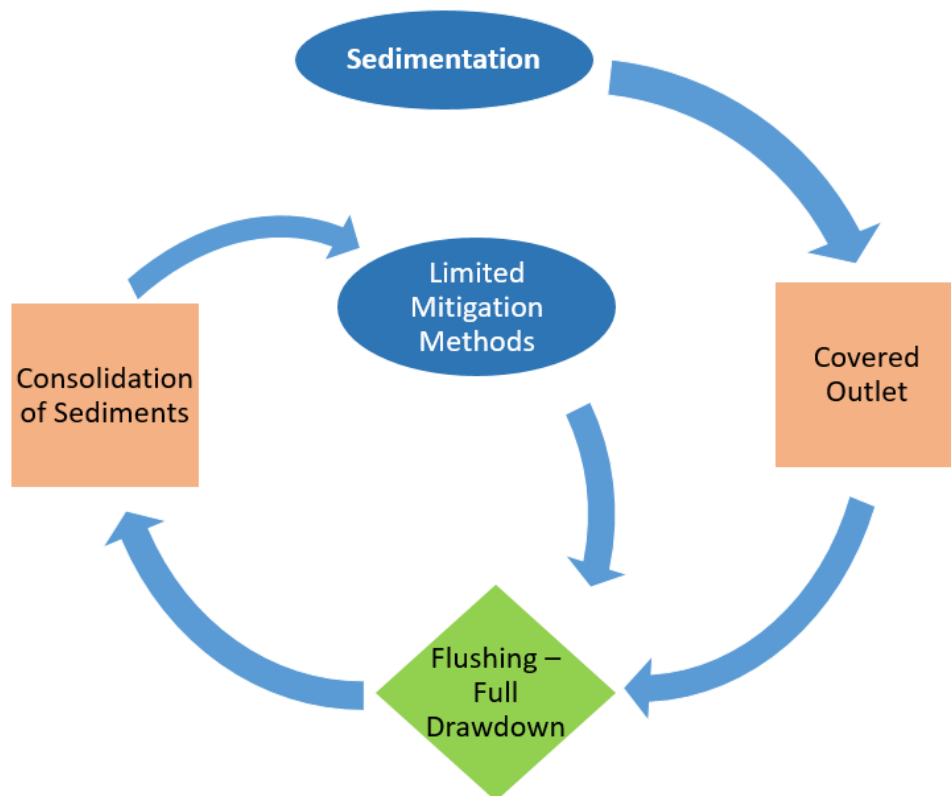 Sedimentation
Limited
Mitigation
Methods
Consolidation
of Sediments
Covered
Outlet
Flushing –
Full
Drawdown